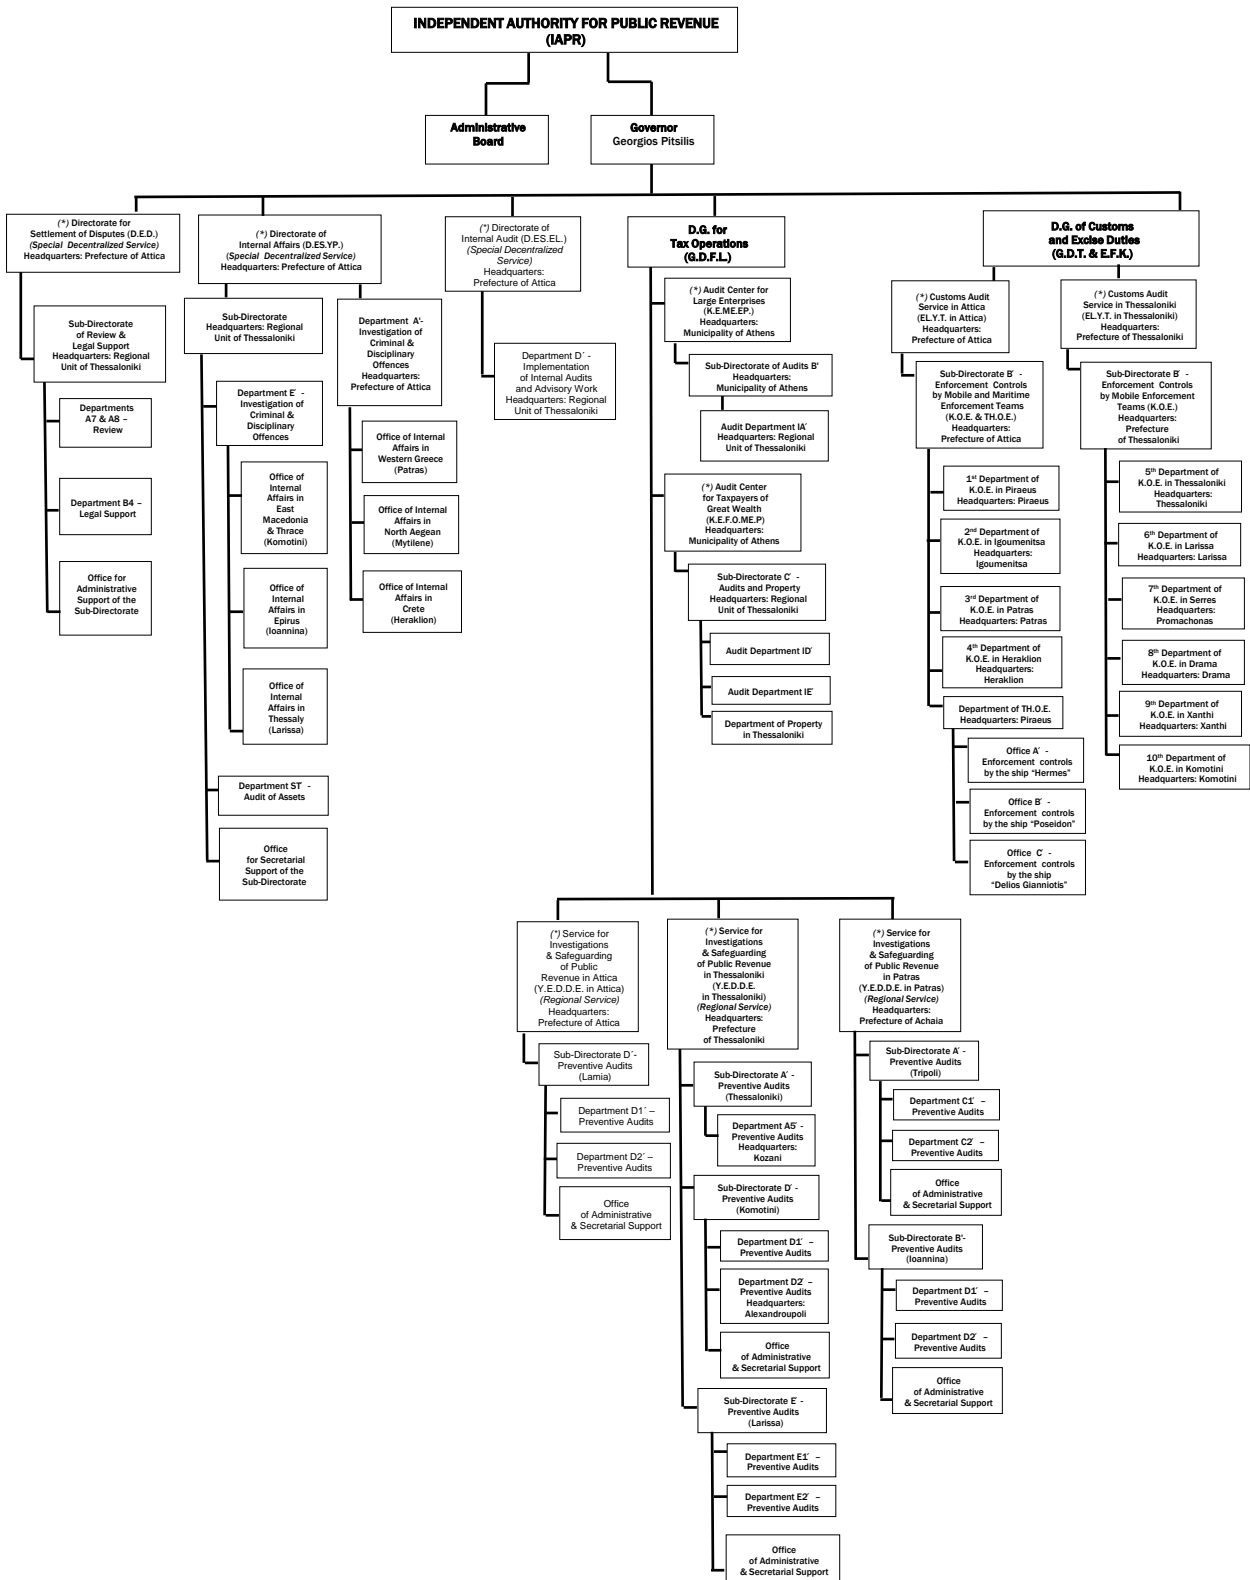 INDEPENDENT AUTHORITY FOR PUBLIC REVENUE
(IAPR)
Administrative
Board
Governor
Georgios Pitsilis
(*) Directorate for
Settlement of Disputes (D.E.D.)
(Special Decentralized Service)
Headquarters: Prefecture of Attica
Sub-Directorate
of Review &
Legal Support
Headquarters: Regional
Unit of Thessaloniki
Departments
A7 & A8 –
Review
Department B4 –
Legal Support
Office for
Administrative
Support of the
Sub-Directorate
(*) Directorate of
Internal Affairs (D.ES.YP.)
(Special Decentralized Service)
Headquarters: Prefecture of Attica
Sub-Directorate
Headquarters: Regional
Unit of Thessaloniki
Department E΄ -
Investigation of
Criminal &
Disciplinary
Offences
Office of
Internal
Affairs in
East
Macedonia
& Thrace
(Komotini)
Office of
Internal
Affairs in
Epirus
(Ioannina)
Office of
Internal
Affairs in
Thessaly
(Larissa)
Department ST΄ -
Audit of Assets
Office
for Secretarial
Support of the
Sub-Directorate
Department A'-
Investigation of
Criminal &
Disciplinary
Offences
Headquarters:
Prefecture of Attica
Office of Internal
Affairs in
Western Greece
(Patras)
Office of Internal
Affairs in
North Aegean
(Mytilene)
Office of Internal
Affairs in
Crete
(Heraklion)
(*) Directorate of
Internal Audit (D.ES.EL.)
(Special Decentralized
Service)
Headquarters:
Prefecture of Attica
Department D΄ -
Implementation
of Internal Audits
and Advisory Work
Headquarters: Regional
Unit of Thessaloniki
D.G. for
Tax Operations
(G.D.F.L.)
(*) Audit Center for
Large Enterprises
(K.E.ME.EP.)
Headquarters:
Municipality of Athens
Sub-Directorate of Audits B'
Headquarters:
Municipality of Athens
Audit Department IA΄
Headquarters: Regional
Unit of Thessaloniki
(*) Audit Center
for Taxpayers of
Great Wealth
(K.E.F.O.ME.P)
Headquarters:
Municipality of Athens
Sub-Directorate C΄ -
Audits and Property
Headquarters: Regional
Unit of Thessaloniki
Audit Department ID΄
Audit Department IE΄
Department of Property
in Thessaloniki
D.G. of Customs
and Excise Duties
(G.D.T. & E.F.K.)
(*) Customs Audit
Service in Attica
(EL.Y.T. in Attica)
Headquarters:
Prefecture of Attica
Sub-Directorate B΄ -
Enforcement Controls
by Mobile and Maritime
Enforcement Teams
(K.O.E & TH.O.E.)
Headquarters:
Prefecture of Attica
1st Department of
K.O.E. in Piraeus
Headquarters: Piraeus
2nd Department of
K.O.E. in Igoumenitsa
Headquarters:
Igoumenitsa
3rd Department of
K.O.E. in Patras
Headquarters: Patras
4th Department of
K.O.E. in Heraklion
Headquarters:
Heraklion
Department of TH.O.E.
Headquarters: Piraeus
Office A΄ -
Enforcement controls
by the ship "Hermes"
Office B΄ -
Enforcement controls
by the ship "Poseidon"
Office C΄ -
Enforcement controls
by the ship
"Delios Gianniotis"
(*) Customs Audit
Service in Thessaloniki
(EL.Y.T. in Thessaloniki)
Headquarters:
Prefecture of Thessaloniki
Sub-Directorate B΄ -
Enforcement Controls
by Mobile Enforcement
Teams (K.O.E.)
Headquarters:
Prefecture
of Thessaloniki
5th Department of
K.O.E. in Thessaloniki
Headquarters:
Thessaloniki
6th Department of
K.O.E. in Larissa
Headquarters: Larissa
7th Department of
K.O.E. in Serres
Headquarters:
Promachonas
8th Department of
K.O.E. in Drama
Headquarters: Drama
9th Department of
K.O.E. in Xanthi
Headquarters: Xanthi
10th Department of
K.O.E. in Komotini
Headquarters: Komotini
(*) Service for
Investigations
& Safeguarding
of Public
Revenue in Attica
(Y.E.D.D.E. in Attica)
(Regional Service)
Headquarters:
Prefecture of Attica
Sub-Directorate D΄-
Preventive Audits
(Lamia)
Department D1΄ –
Preventive Audits
Department D2΄ –
Preventive Audits
Office
of Administrative
& Secretarial Support
(*) Service for
Investigations
& Safeguarding
of Public Revenue
in Thessaloniki
(Y.E.D.D.E.
in Thessaloniki)
(Regional Service)
Headquarters:
Prefecture
of Thessaloniki
Sub-Directorate A΄ -
Preventive Audits
(Thessaloniki)
Department A5΄ -
Preventive Audits
Headquarters:
Kozani
Sub-Directorate D΄ -
Preventive Audits
(Komotini)
Department D1΄ –
Preventive Audits
Department D2΄ –
Preventive Audits
Headquarters:
Alexandroupoli
Office
of Administrative
& Secretarial Support
Sub-Directorate E΄ -
Preventive Audits
(Larissa)
Department E1΄ –
Preventive Audits
Department E2΄ –
Preventive Audits
Office
of Administrative
& Secretarial Support
(*) Service for
Investigations
& Safeguarding
of Public Revenue
in Patras
(Y.E.D.D.E. in Patras)
(Regional Service)
Headquarters:
Prefecture of Achaia
Sub-Directorate A΄ -
Preventive Audits
(Tripoli)
Department C1΄ –
Preventive Audits
Department C2΄ –
Preventive Audits
Office
of Administrative
& Secretarial Support
Sub-Directorate B'-
Preventive Audits
(Ioannina)
Department D1΄ –
Preventive Audits
Department D2΄ –
Preventive Audits
Office
of Administrative
& Secretarial Support